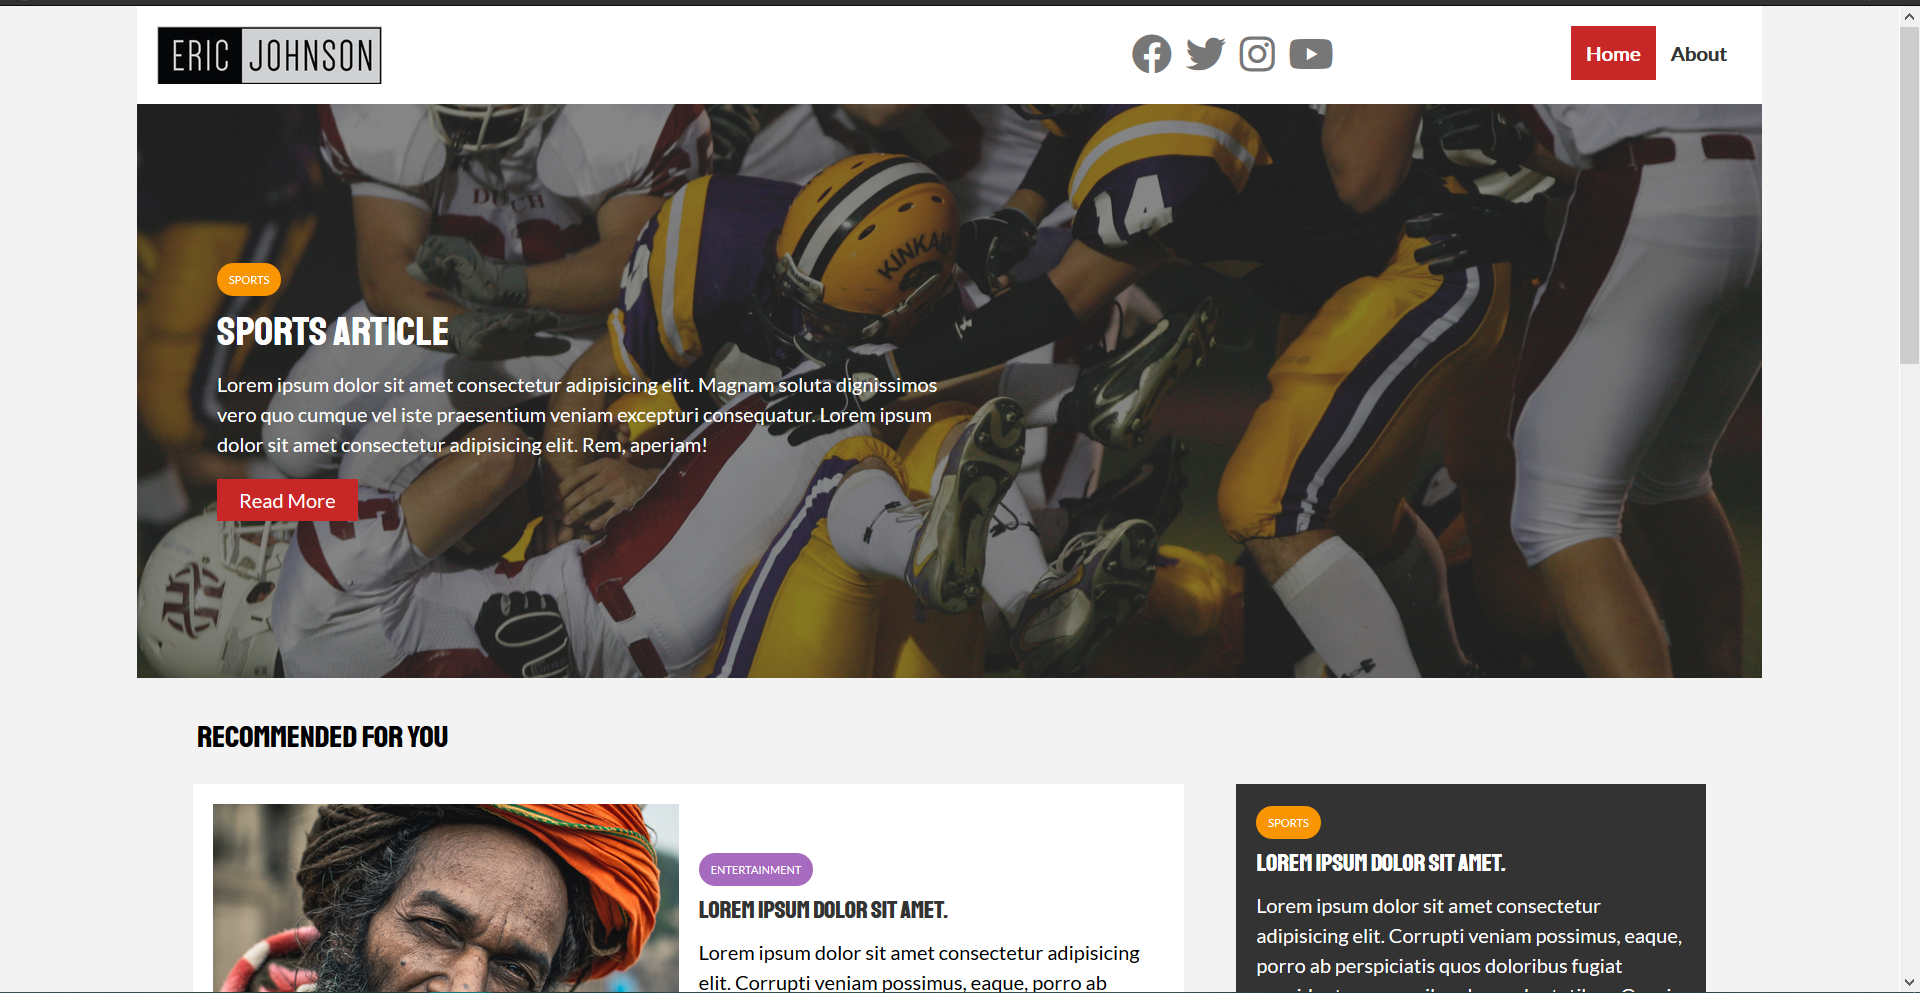 ERIC JOHNSON
Home
About
DUTCH
KINKAID
14
SPORTS
SPORTS ARTICLE
Lorem ipsum dolor sit amet consectetur adipisicing elit. Magnam soluta dignissimos
vero quo cumque vel iste praesentium veniam excepturi consequatur. Lorem ipsum
dolor sit amet consectetur adipisicing elit. Rem, aperiam!
Read More
RECOMMENDED FOR YOU
ENTERTAINMENT
LOREM IPSUM DOLOR SIT AMET.
Lorem ipsum dolor sit amet consectetur adipisicing
elit. Corrupti veniam possimus, eaque, porro ab
SPORTS
LOREM IPSUM DOLOR SIT AMET.
Lorem ipsum dolor sit amet consectetur
adipisicing elit. Corrupti veniam possimus, eaque,
porro ab perspiciatis quos doloribus fugiat